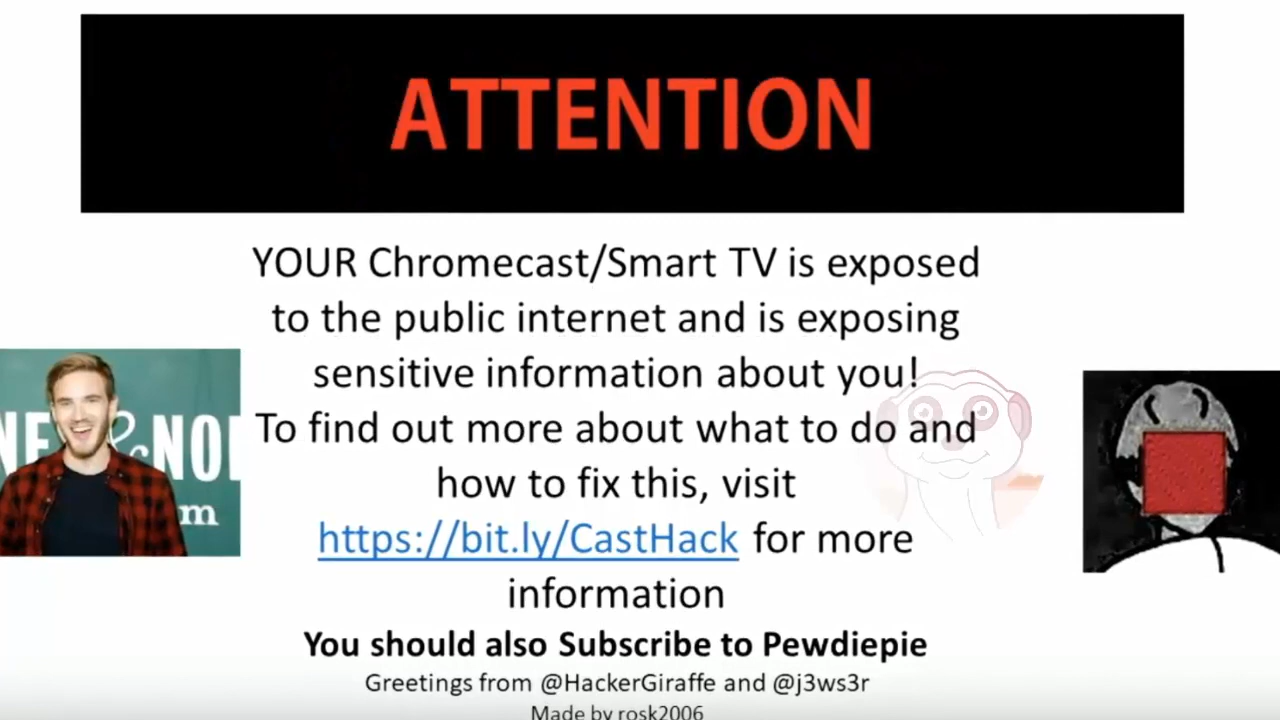 ATTENTION
YOUR Chromecast/Smart TV is exposed
to the public internet and is exposing
sensitive information about you!
To find out more about what to do and
how to fix this, visit
https://bit.ly/CastHack for more
information
You should also Subscribe to Pewdiepie
Greetings from @HackerGiraffe and @j3ws3r
Made by rosk2006
NE & NO
m